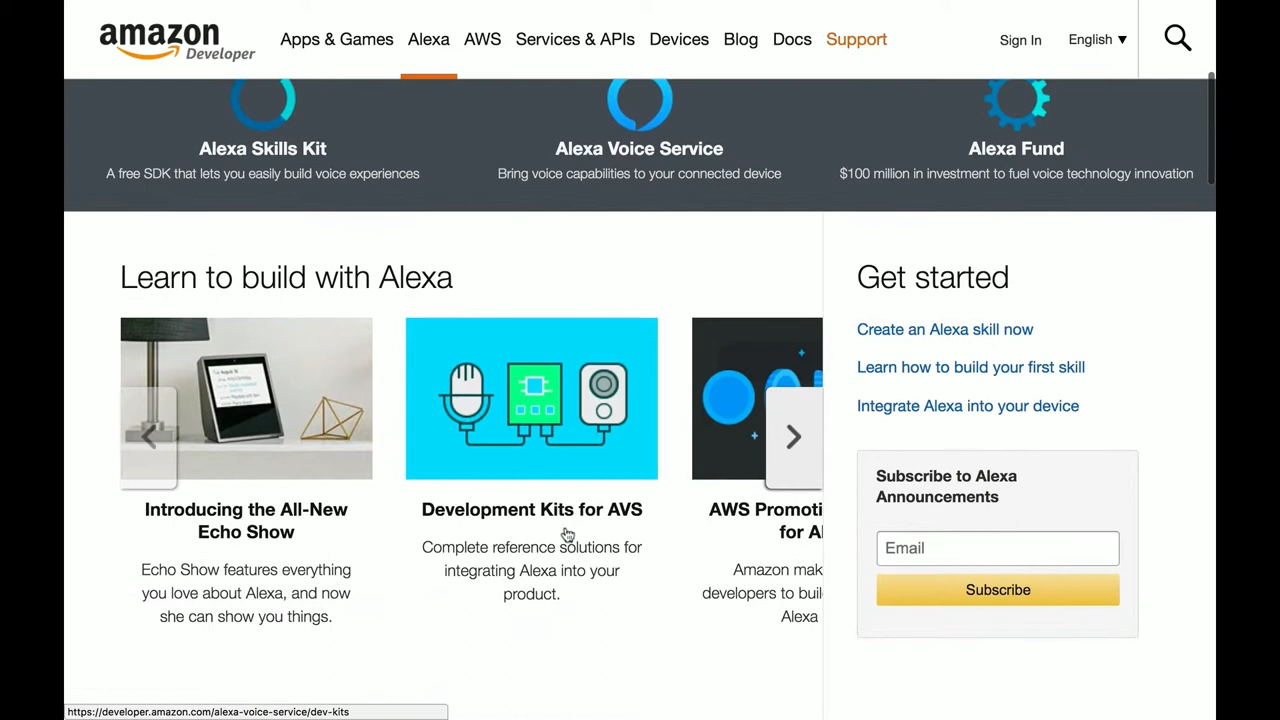 amazon
Developer
Apps & Games Alexa AWS Services & APIs Devices Blog Docs Support
Sign In English ▼
Alexa Skills Kit
A free SDK that lets you easily build voice experiences
Alexa Voice Service
Bring voice capabilities to your connected device
Alexa Fund
$100 million in investment to fuel voice technology innovation
Learn to build with Alexa
Introducing the All-New
Echo Show
Echo Show features everything
you love about Alexa, and now
she can show you things.
Development Kits for AVS
Complete reference solutions for
integrating Alexa into your
product.
AWS Promoti
for Al
Amazon mak
developers to buil
Alexa
Get started
Create an Alexa skill now
Learn how to build your first skill
Integrate Alexa into your device
Subscribe to Alexa
Announcements
Email
Subscribe
https://developer.amazon.com/alexa-voice-service/dev-kits